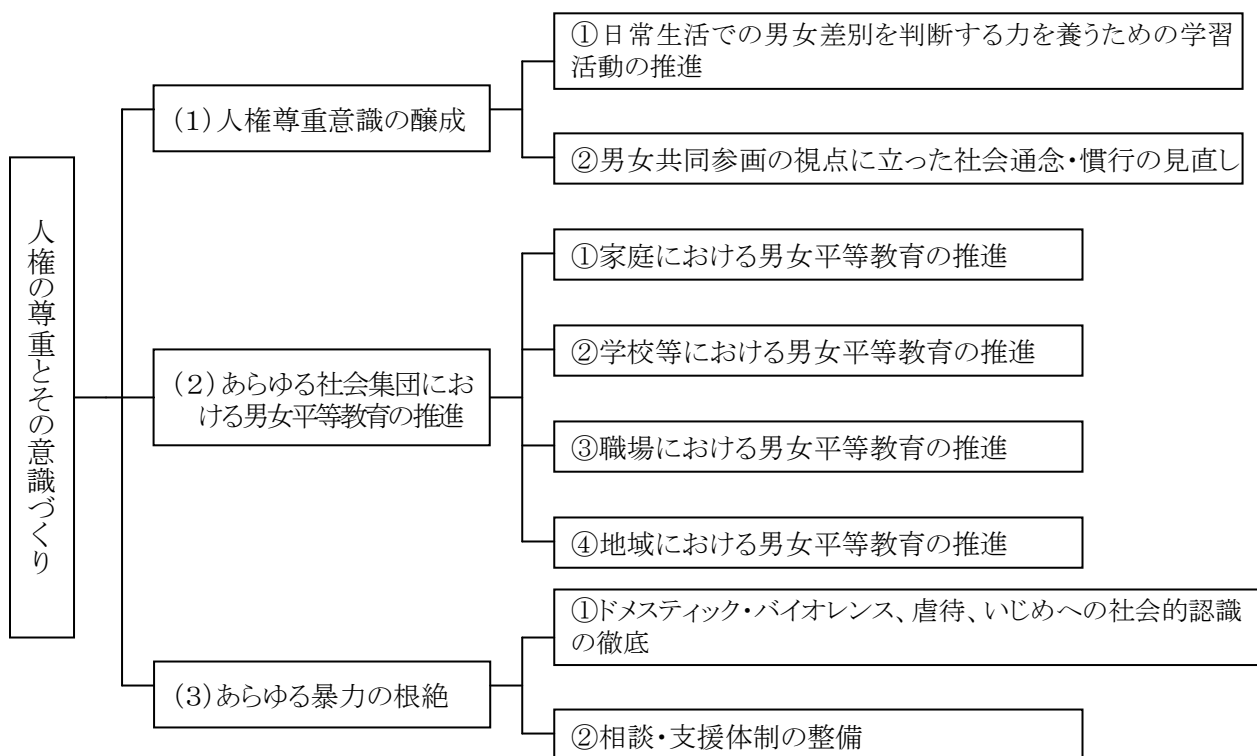 人権の尊重とその意識づくり
(1)人権尊重意識の醸成
①日常生活での男女差別を判断する力を養うための学習
活動の推進
②男女共同参画の視点に立った社会通念・慣行の見直し
(2)あらゆる社会集団にお
ける男女平等教育の推進
①家庭における男女平等教育の推進
②学校等における男女平等教育の推進
③職場における男女平等教育の推進
④地域における男女平等教育の推進
(3)あらゆる暴力の根絶
①ドメスティック・バイオレンス、虐待、いじめへの社会的認識
の徹底
②相談・支援体制の整備